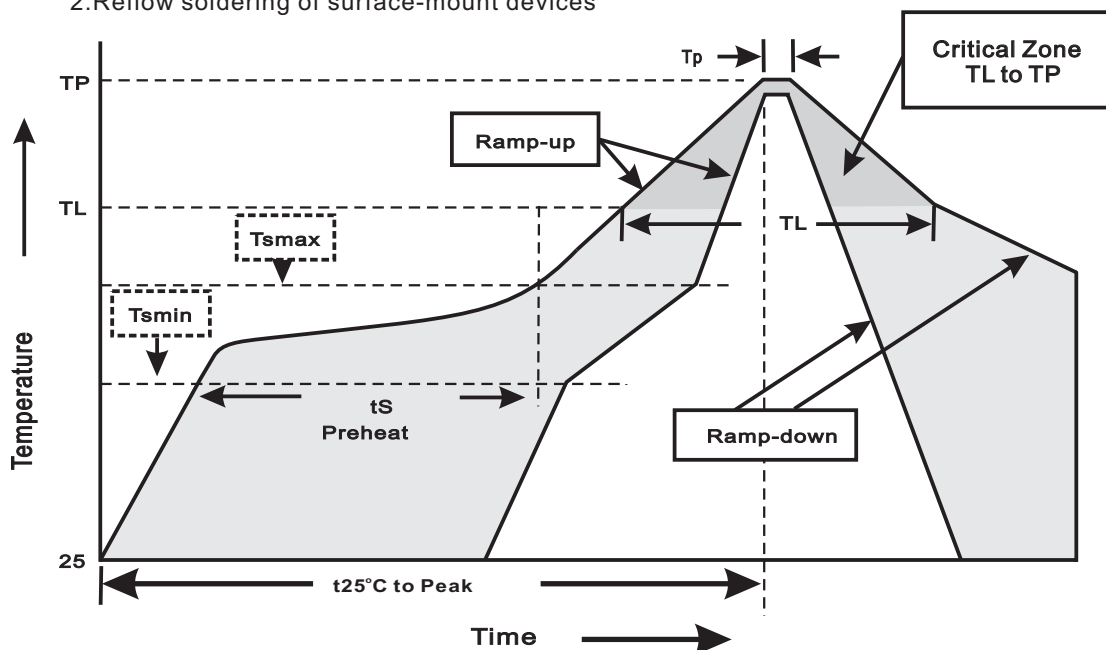 2.Reflow soldering of surface-mount devices
Tp
Critical Zone
TL to TP
TP
Ramp-up
TL
TL
Tsmax
Tsmin
Temperature
tS
Preheat
Ramp-down
25
t25°C to Peak
Time